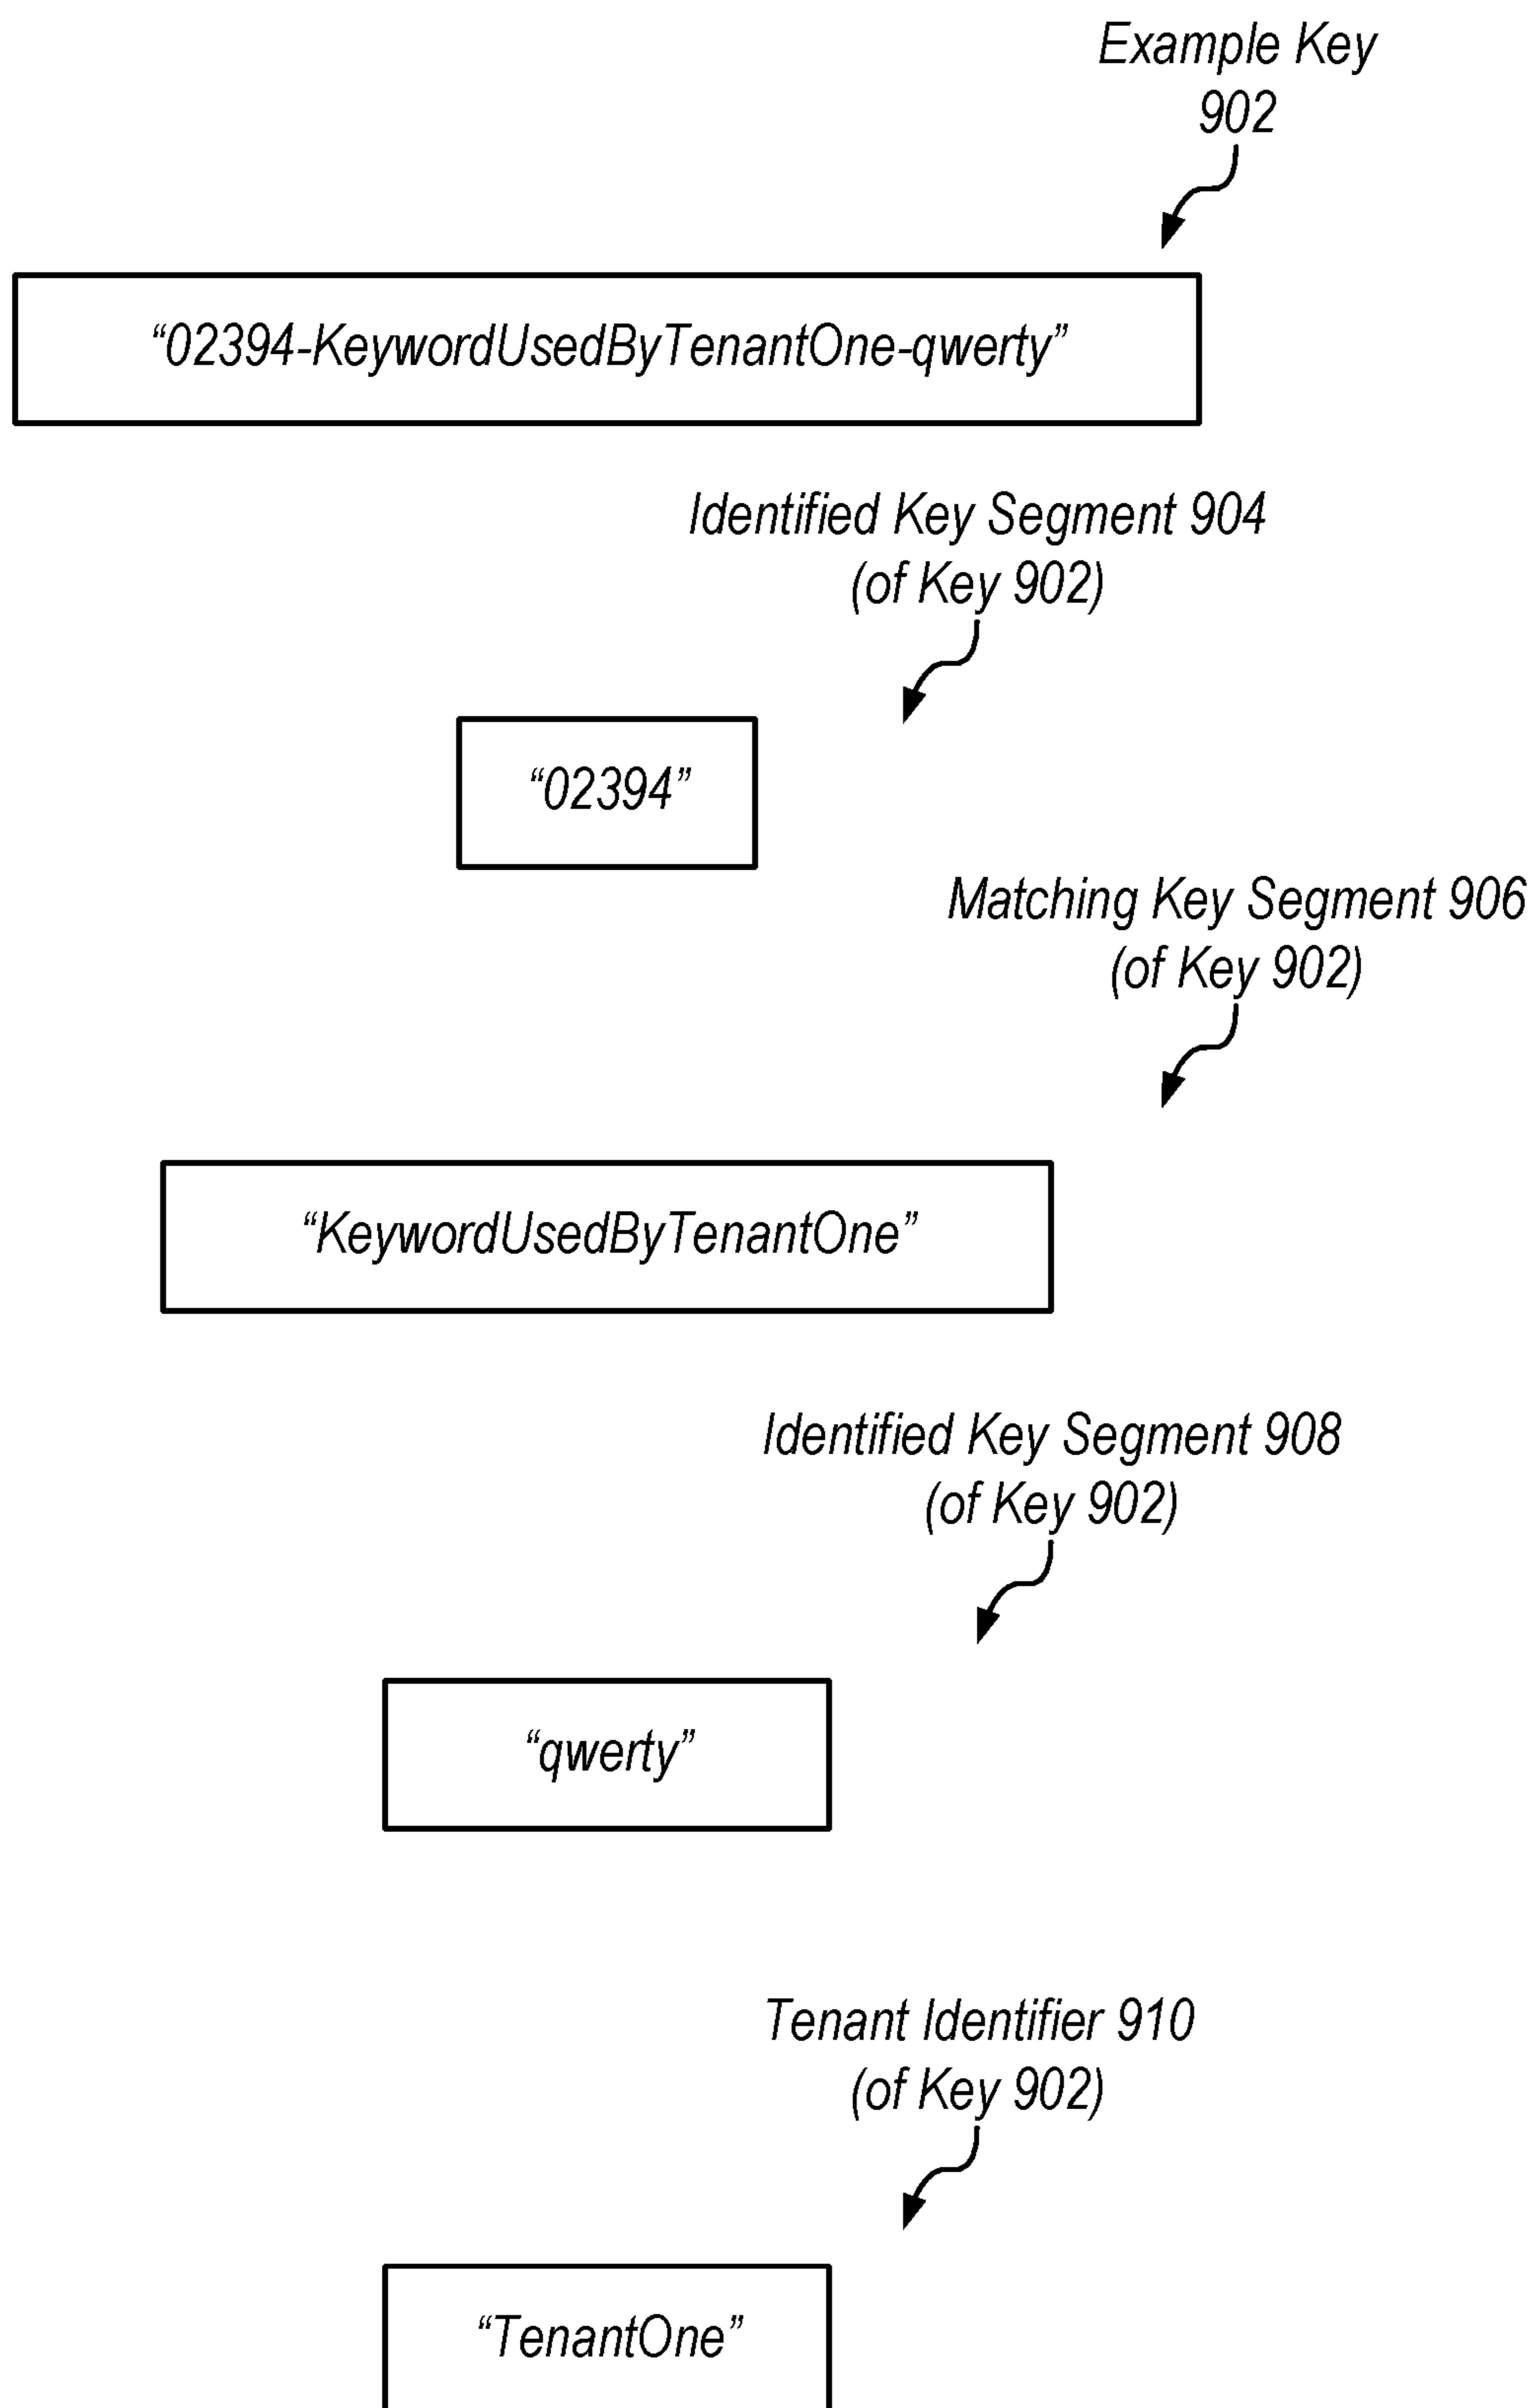 Example Key
902
“02394-KeywordUsedByTenantOne-qwerty”
Identified Key Segment 904
(of Key 902)
“02394”
Matching Key Segment 906
(of Key 902)
“KeywordUsedByTenantOne”
Identified Key Segment 908
(of Key 902)
“qwerty”
Tenant Identifier 910
(of Key 902)
“TenantOne”